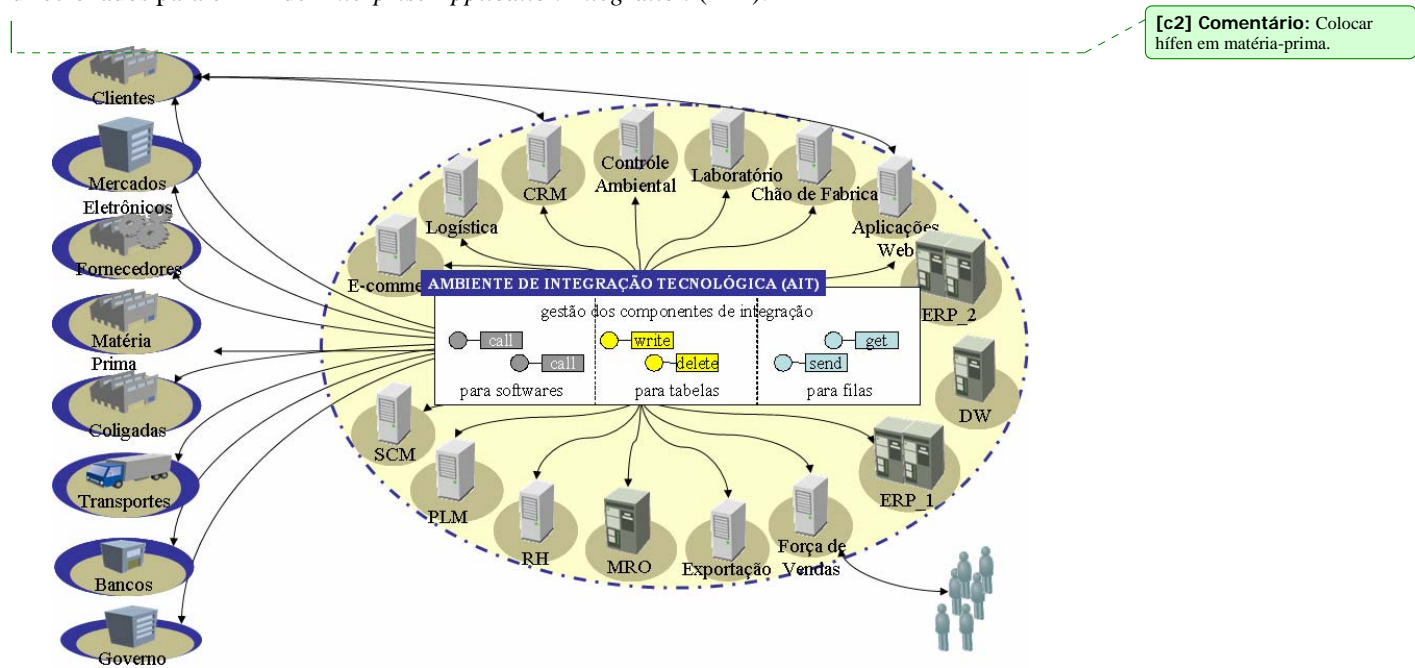 [c2] Comentário: Colocar
hífen em matéria-prima.
Clientes
Mercados
Eletrônicos
Fornecedores
Matéria
Prima
Coligadas
Transportes
Bancos
Governo
E-comme
Logística
CRM
Contrôle
Ambiental
Laboratório
Chão de Fabrica
Aplicações
Web
ERP_2
DW
ERP_1
Força de
Vendas
Exportação
MRO
RH
PLM
SCM
AMBIENTE DE INTEGRAÇÃO TECNOLÓGICA (AIT)
gestão dos componentes de integração
call
call
para softwares
write
delete
para tabelas
get
send
para filas